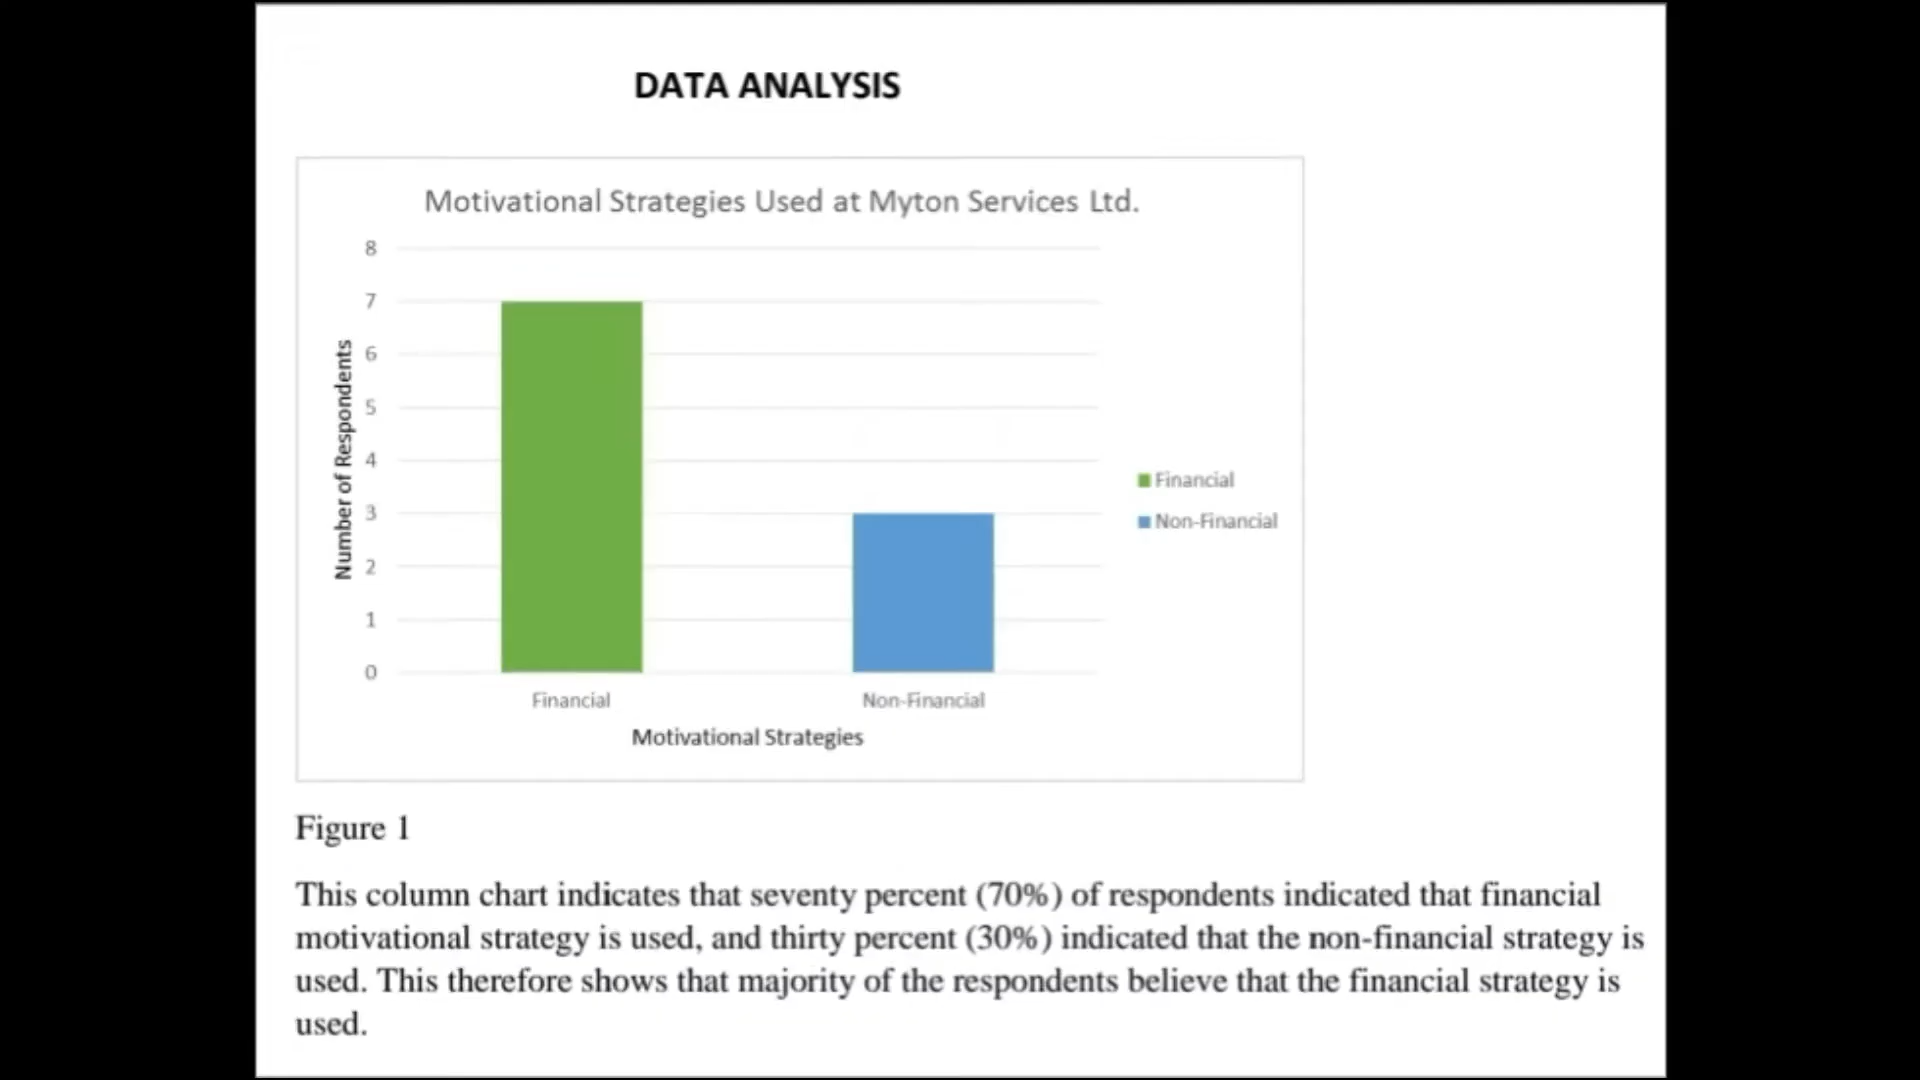 DATA ANALYSIS
Motivational Strategies Used at Myton Services Ltd.
8
7
6
5
4
3
2
1
0
Number of Respondents
Financial
Non-Financial
Financial
Non-Financial
Motivational Strategies
Figure 1
This column chart indicates that seventy percent (70%) of respondents indicated that financial
motivational strategy is used, and thirty percent (30%) indicated that the non-financial strategy is
used. This therefore shows that majority of the respondents believe that the financial strategy is
used.